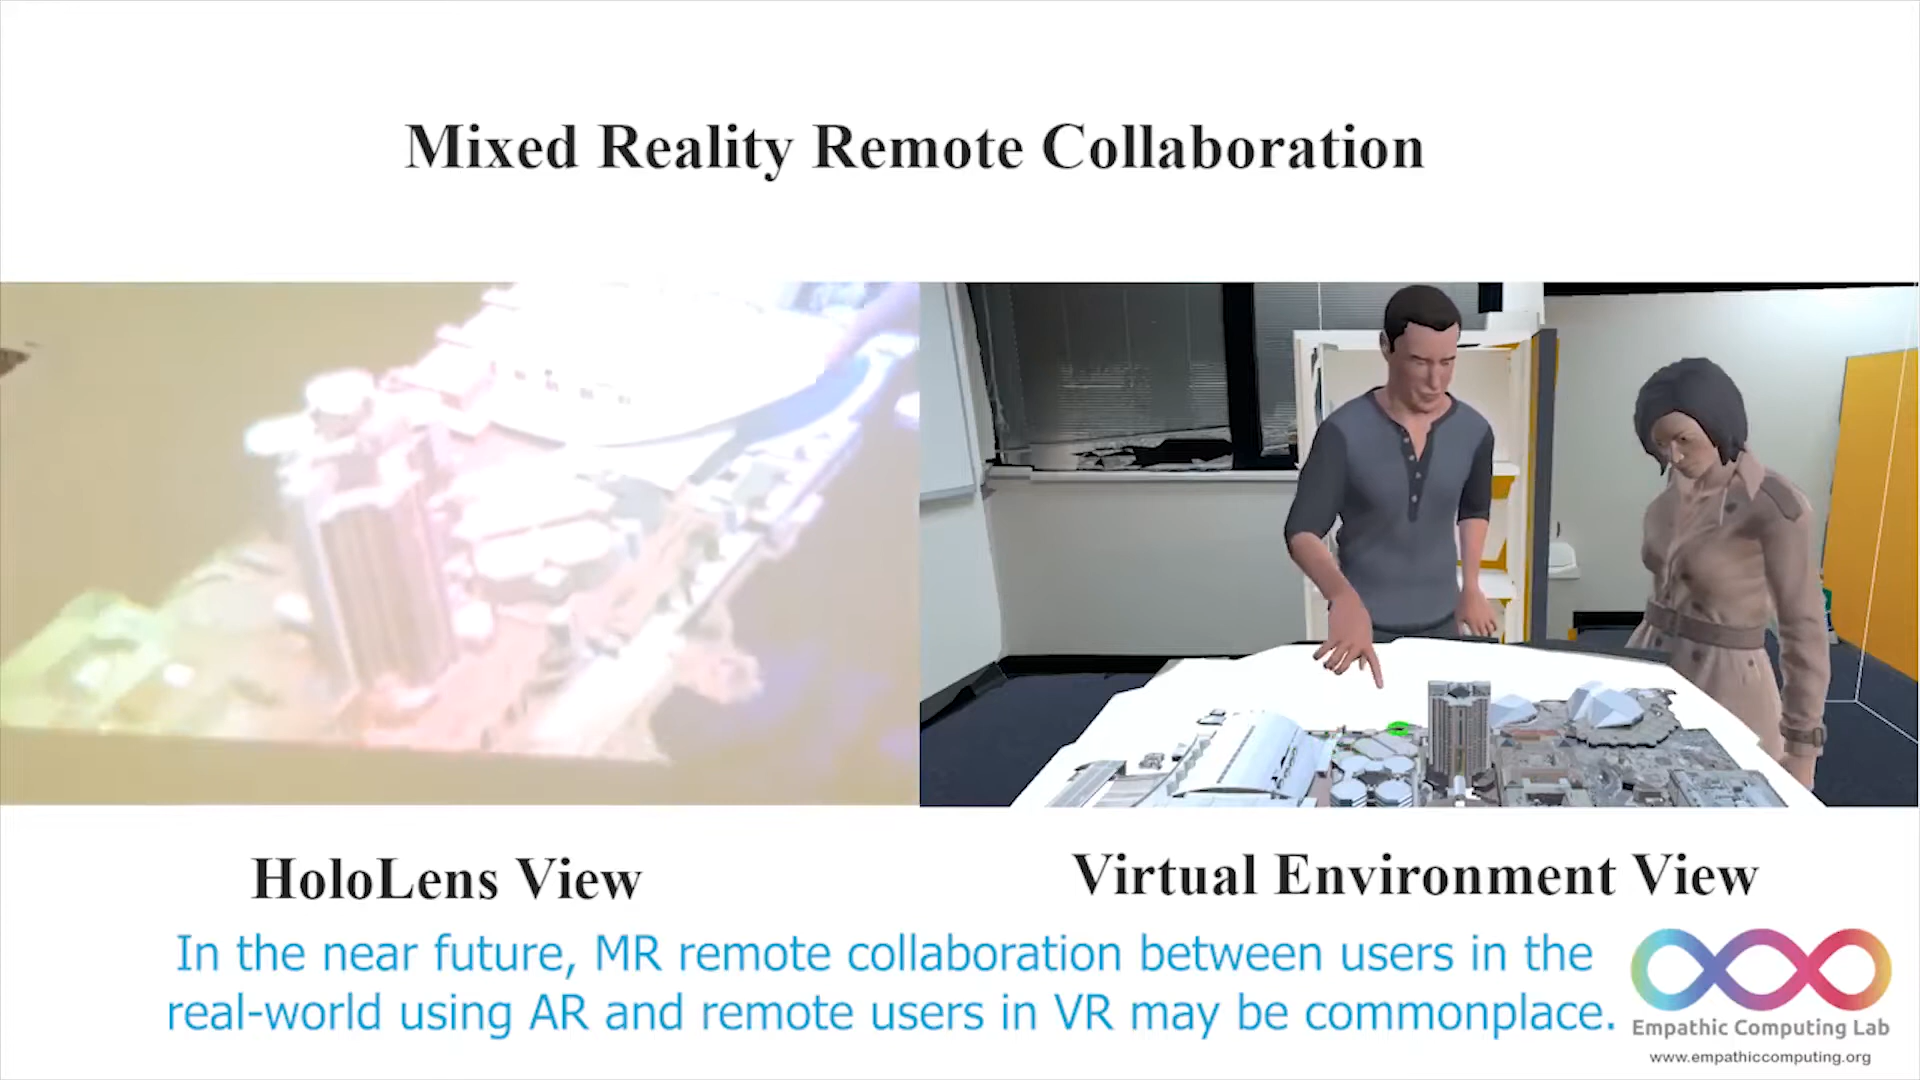 Mixed Reality Remote Collaboration
HoloLens View
Virtual Environment View
In the near future, MR remote collaboration between users in the
real-world using AR and remote users in VR may be commonplace.
Empathic Computing Lab
www.empathiccomputing.org